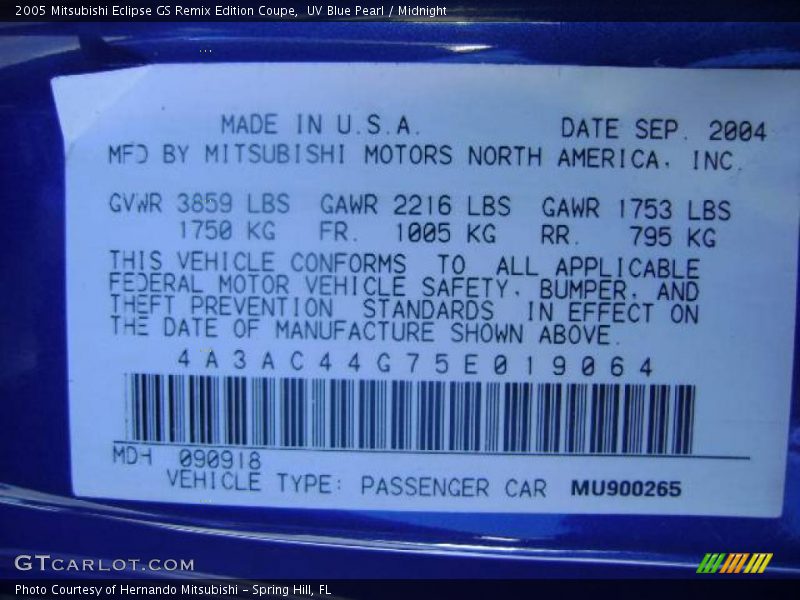 2005 Mitsubishi Eclipse GS Remix Edition Coupe,  UV Blue Pearl / Midnight
MADE IN U.S.A. DATE SEP. 2004
MFD BY MITSUBISHI MOTORS NORTH AMERICA, INC.
GVWR 3859 LBS GAWR 2216 LBS GAWR 1753 LBS
1750 KG FR. 1005 KG RR. 795 KG
THIS VEHICLE CONFORMS TO ALL APPLICABLE
FEDERAL MOTOR VEHICLE SAFETY, BUMPER, AND
THEFT PREVENTION STANDARDS IN EFFECT ON
THE DATE OF MANUFACTURE SHOWN ABOVE.
4A3AC44G75E019064
MDH 090918
VEHICLE TYPE: PASSENGER CAR MU900265
GTCARLOT.COM
Photo Courtesy of Hernando Mitsubishi - Spring Hill, FL